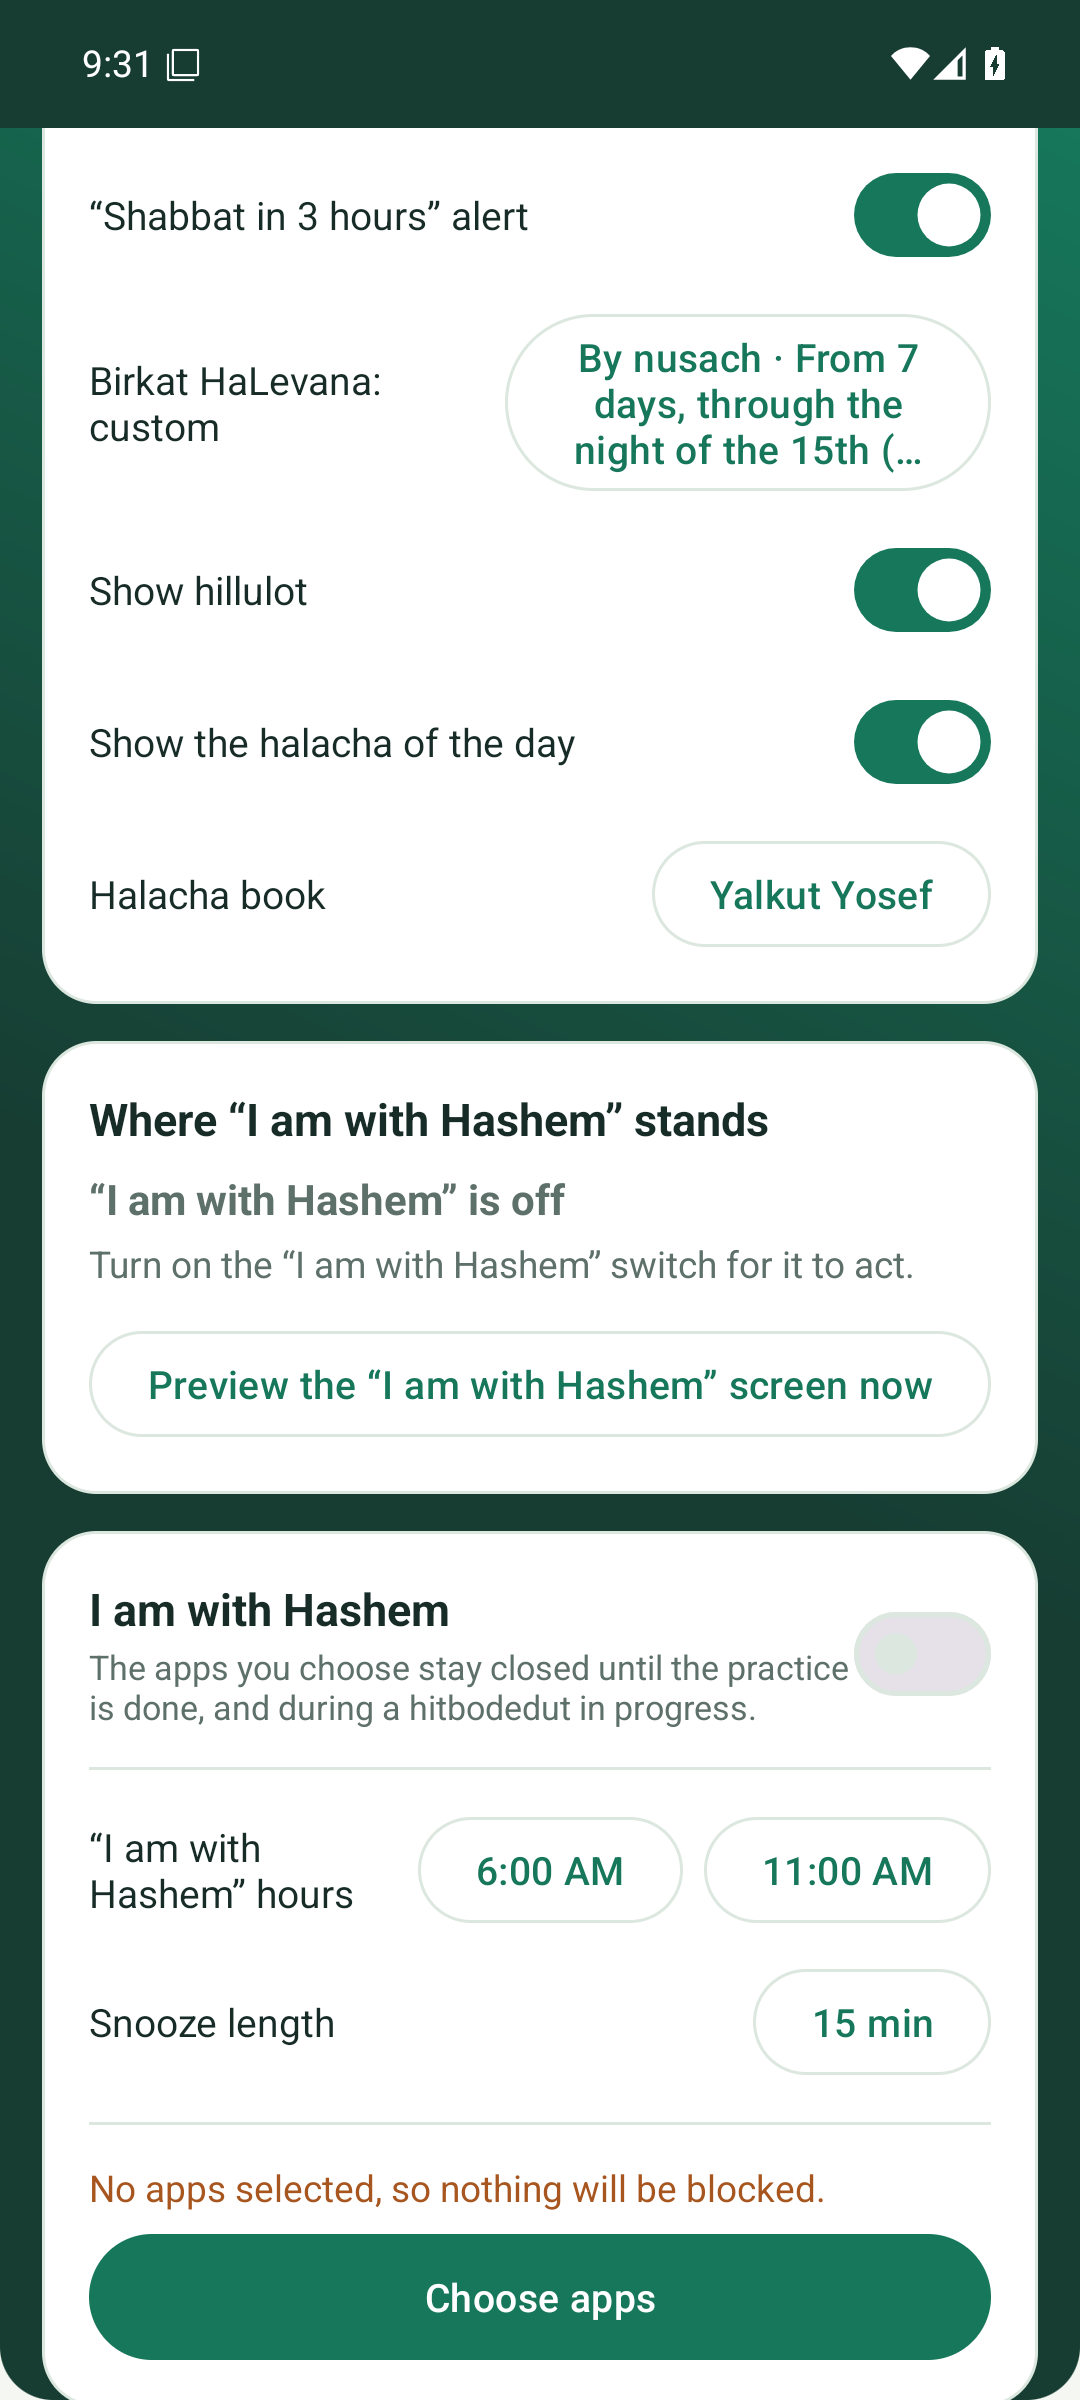 9:31
“Shabbat in 3 hours” alert
Birkat HaLevana:
custom
By nusach · From 7
days, through the
night of the 15th (…
Show hillulot
Show the halacha of the day
Halacha book
Yalkut Yosef
Where “I am with Hashem” stands
“I am with Hashem” is off
Turn on the “I am with Hashem” switch for it to act.
Preview the “I am with Hashem” screen now
I am with Hashem
The apps you choose stay closed until the practice
is done, and during a hitbodedut in progress.
“I am with
Hashem” hours
6:00 AM
11:00 AM
Snooze length
15 min
No apps selected, so nothing will be blocked.
Choose apps